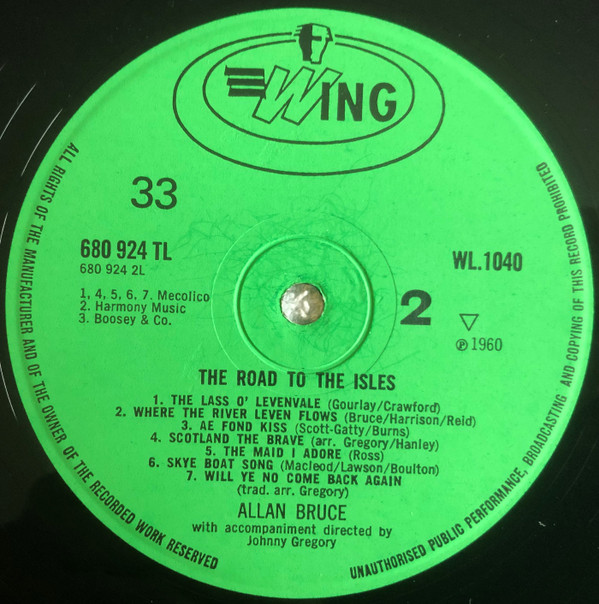 WING
33
680 924 TL
680 924 2L
WL.1040
1, 4, 5, 6, 7. Mecolico
2. Harmony Music
3. Boosey & Co.
2
℗ 1960
THE ROAD TO THE ISLES
1. THE LASS O' LEVENVALE (Gourlay/Crawford)
2. WHERE THE RIVER LEVEN FLOWS (Bruce/Harrison/Reid)
3. AE FOND KISS (Scott-Gatty/Burns)
4. SCOTLAND THE BRAVE (arr. Gregory/Hanley)
5. THE MAID I ADORE (Ross)
6. SKYE BOAT SONG (Macleod/Lawson/Boulton)
7. WILL YE NO COME BACK AGAIN
(trad. arr. Gregory)
ALLAN BRUCE
with accompaniment directed by
Johnny Gregory
ALL RIGHTS OF THE MANUFACTURER AND OF THE OWNER OF THE RECORDED WORK RESERVED
UNAUTHORISED PUBLIC PERFORMANCE, BROADCASTING AND COPYING OF THIS RECORD PROHIBITED